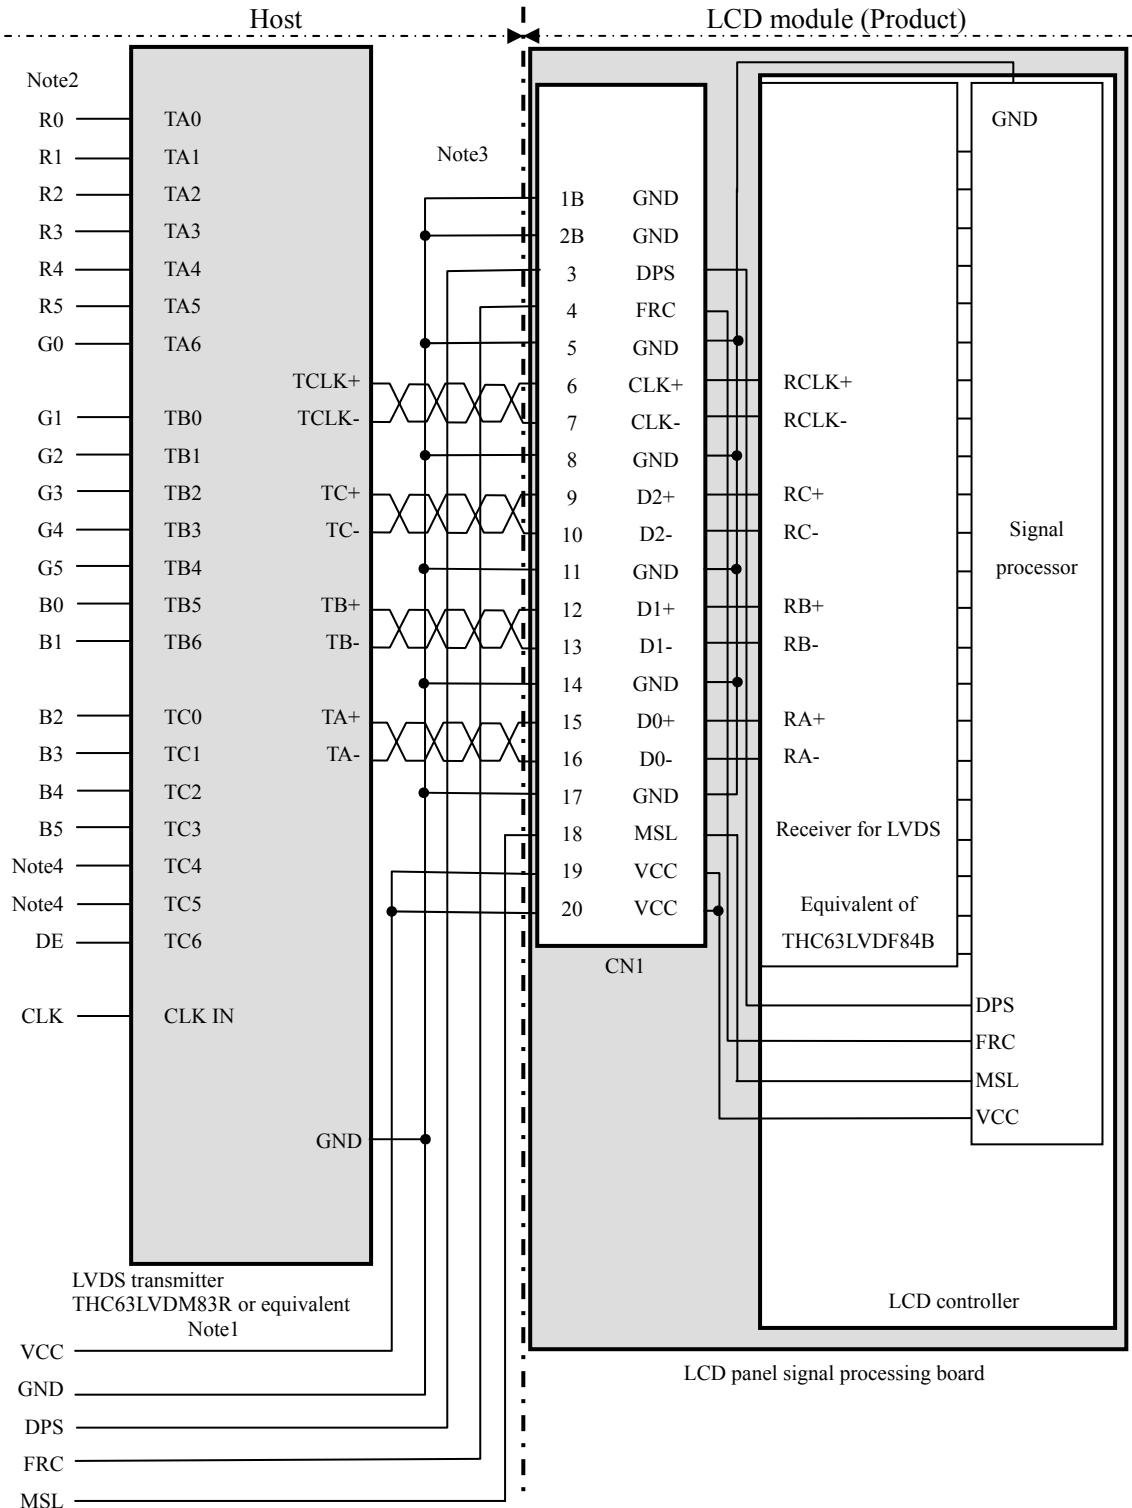 Host
LCD module (Product)
Note2
R0 TA0
R1 TA1
R2 TA2
R3 TA3
R4 TA4
R5 TA5
G0 TA6
TCLK+
G1 TB0 TCLK-
G2 TB1
G3 TB2 TC+
G4 TB3 TC-
G5 TB4
B0 TB5 TB+
B1 TB6 TB-
B2 TC0 TA+
B3 TC1 TA-
B4 TC2
B5 TC3
Note4 TC4
Note4 TC5
DE TC6
CLK CLK IN
GND
LVDS transmitter
THC63LVDM83R or equivalent
Note1
VCC
GND
DPS
FRC
MSL
Note3
1B GND
2B GND
3 DPS
4 FRC
5 GND
6 CLK+
7 CLK-
8 GND
9 D2+
10 D2-
11 GND
12 D1+
13 D1-
14 GND
15 D0+
16 D0-
17 GND
18 MSL
19 VCC
20 VCC
CN1
RCLK+
RCLK-
RC+
RC-
RB+
RB-
RA+
RA-
Receiver for LVDS
Equivalent of
THC63LVDF84B
GND
Signal
processor
DPS
FRC
MSL
VCC
LCD controller
LCD panel signal processing board